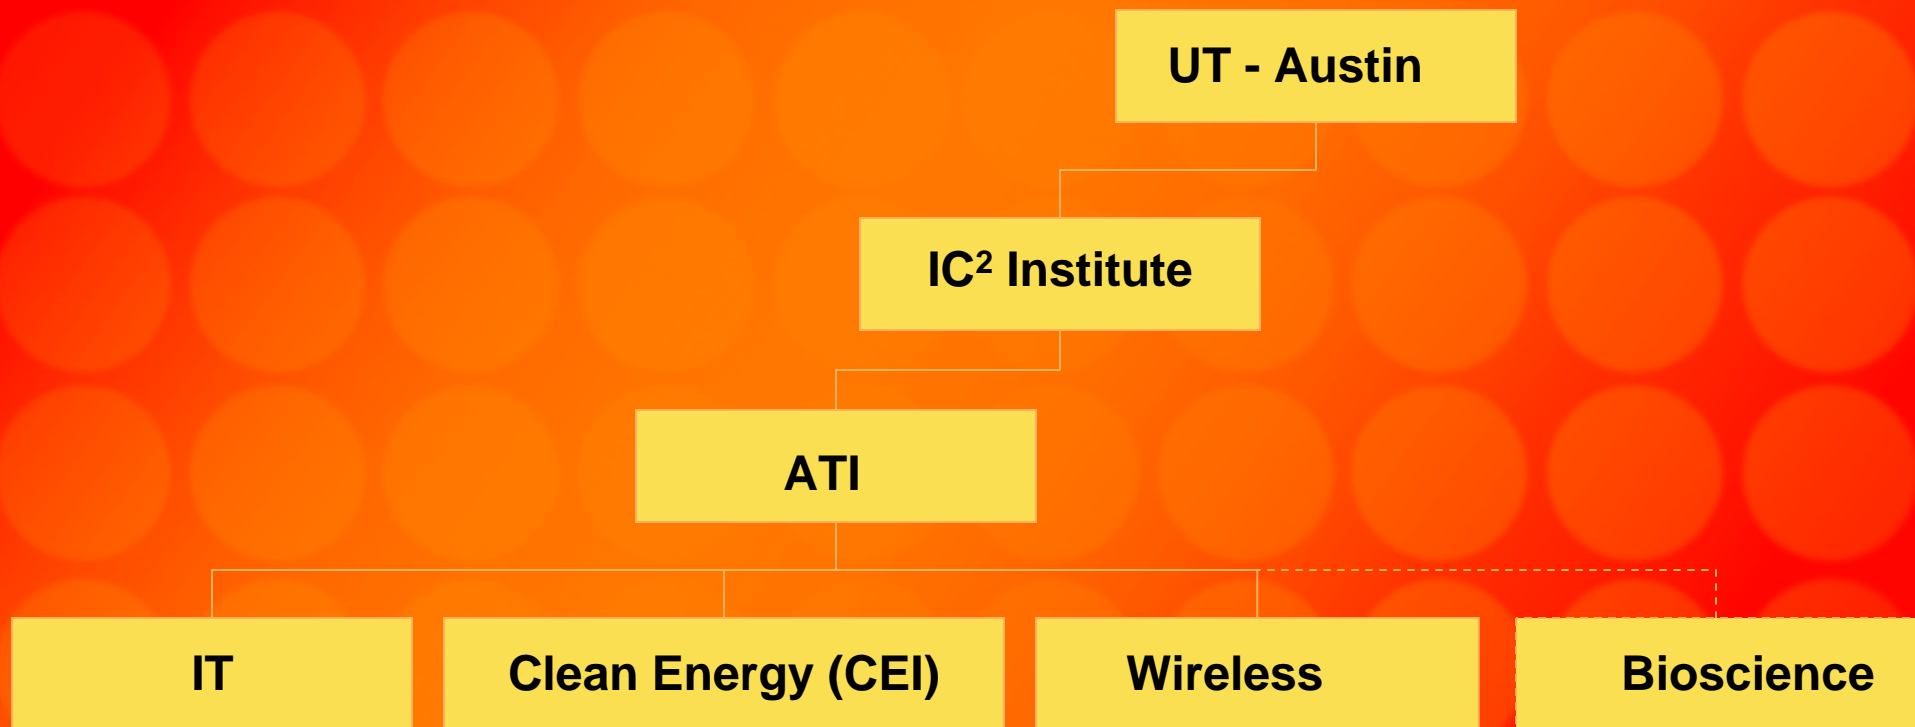 UT - Austin
IC² Institute
ATI
IT
Clean Energy (CEI)
Wireless
Bioscience